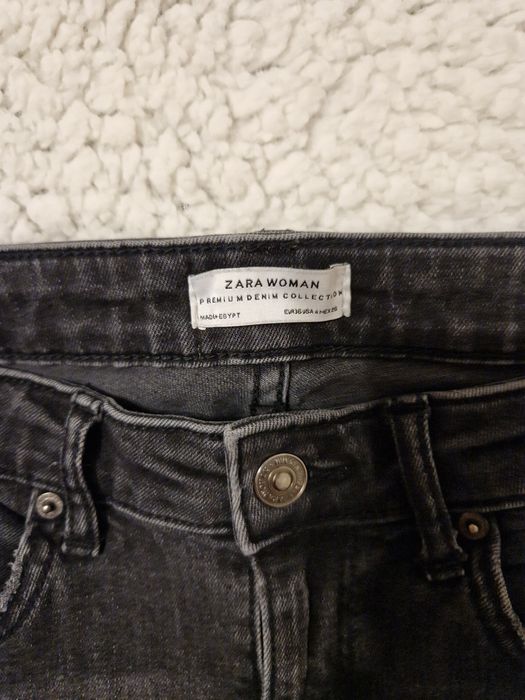 ZARA WOMAN
PREMIUM DENIM COLLECTION
MADE IN EGYPT
EUR 36 USA 4 MEX 26